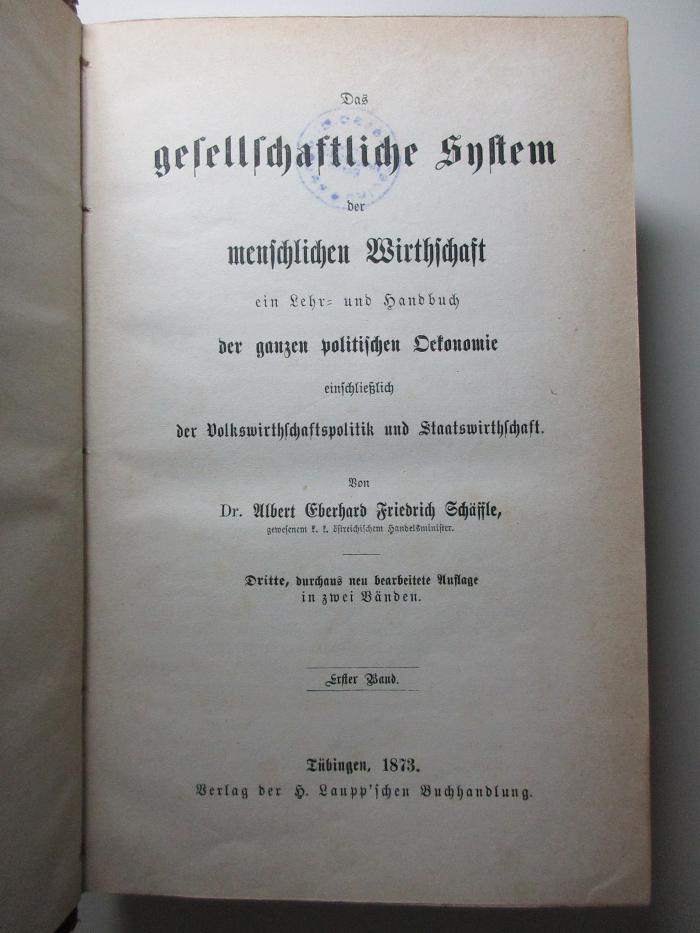 Das
gesellschaftliche System
der
menschlichen Wirthschaft
ein Lehr- und Handbuch
der ganzen politischen Oekonomie
einschließlich
der Volkswirthschaftspolitik und Staatswirthschaft.
Von
Dr. Albert Eberhard Friedrich Schäffle,
gewesenem k. k. östreichischem Handelsminister.
Dritte, durchaus neu bearbeitete Auflage
in zwei Bänden.
Erster Band.
Tübingen, 1873.
Verlag der H. Laupp'schen Buchhandlung.